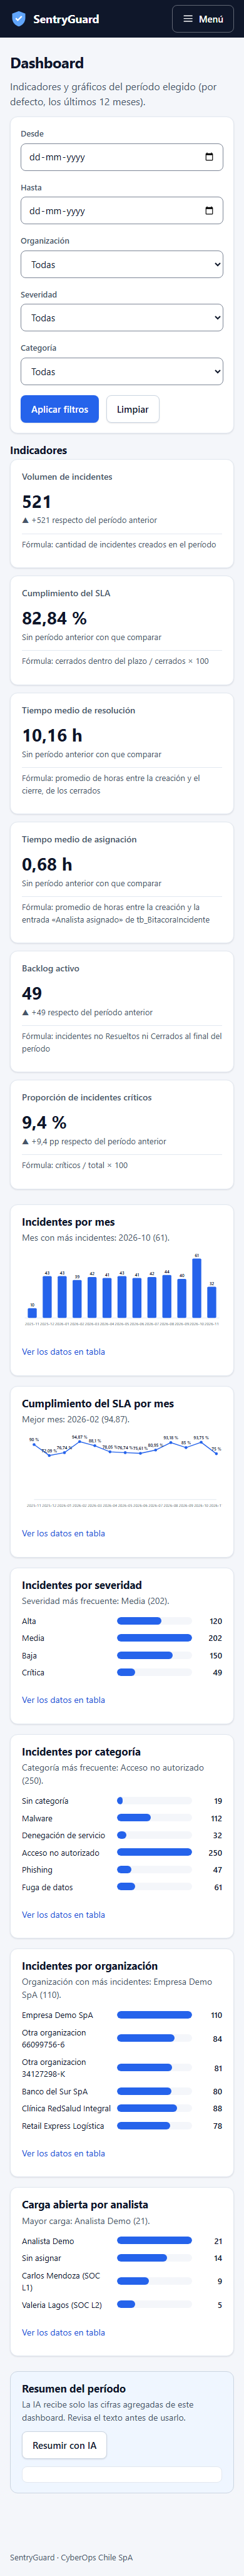 SentryGuard
Menú
Dashboard
Indicadores y gráficos del período elegido (por
defecto, los últimos 12 meses).
Desde
dd-mm-yyyy
Hasta
dd-mm-yyyy
Organización
Todas
Severidad
Todas
Categoría
Todas
Aplicar filtros
Limpiar
Indicadores
Volumen de incidentes
521
▲ +521 respecto del período anterior
Fórmula: cantidad de incidentes creados en el período
Cumplimiento del SLA
82,84 %
Sin período anterior con que comparar
Fórmula: cerrados dentro del plazo / cerrados × 100
Tiempo medio de resolución
10,16 h
Sin período anterior con que comparar
Fórmula: promedio de horas entre la creación y el
cierre, de los cerrados
Tiempo medio de asignación
0,68 h
Sin período anterior con que comparar
Fórmula: promedio de horas entre la creación y la
entrada «Analista asignado» de tb_BitacoraIncidente
Backlog activo
49
▲ +49 respecto del período anterior
Fórmula: incidentes no Resueltos ni Cerrados al final del
período
Proporción de incidentes críticos
9,4 %
▲ +9,4 pp respecto del período anterior
Fórmula: críticos / total × 100
Incidentes por mes
Mes con más incidentes: 2026-10 (61).
Ver los datos en tabla
Cumplimiento del SLA por mes
Mejor mes: 2026-02 (94,87).
Ver los datos en tabla
Incidentes por severidad
Severidad más frecuente: Media (202).
Alta 120
Media 202
Baja 150
Crítica 49
Ver los datos en tabla
Incidentes por categoría
Categoría más frecuente: Acceso no autorizado
(250).
Sin categoría 19
Malware 112
Denegación de servicio 32
Acceso no autorizado 250
Phishing 47
Fuga de datos 61
Ver los datos en tabla
Incidentes por organización
Organización con más incidentes: Empresa Demo
SpA (110).
Empresa Demo SpA 110
Otra organizacion
66099756-6 84
Otra organizacion
34127298-K 81
Banco del Sur SpA 80
Clínica RedSalud Integral 88
Retail Express Logística 78
Ver los datos en tabla
Carga abierta por analista
Mayor carga: Analista Demo (21).
Analista Demo 21
Sin asignar 14
Carlos Mendoza (SOC
L1) 9
Valeria Lagos (SOC L2) 5
Ver los datos en tabla
Resumen del período
La IA recibe solo las cifras agregadas de este
dashboard. Revisa el texto antes de usarlo.
Resumir con IA
SentryGuard · CyberOps Chile SpA